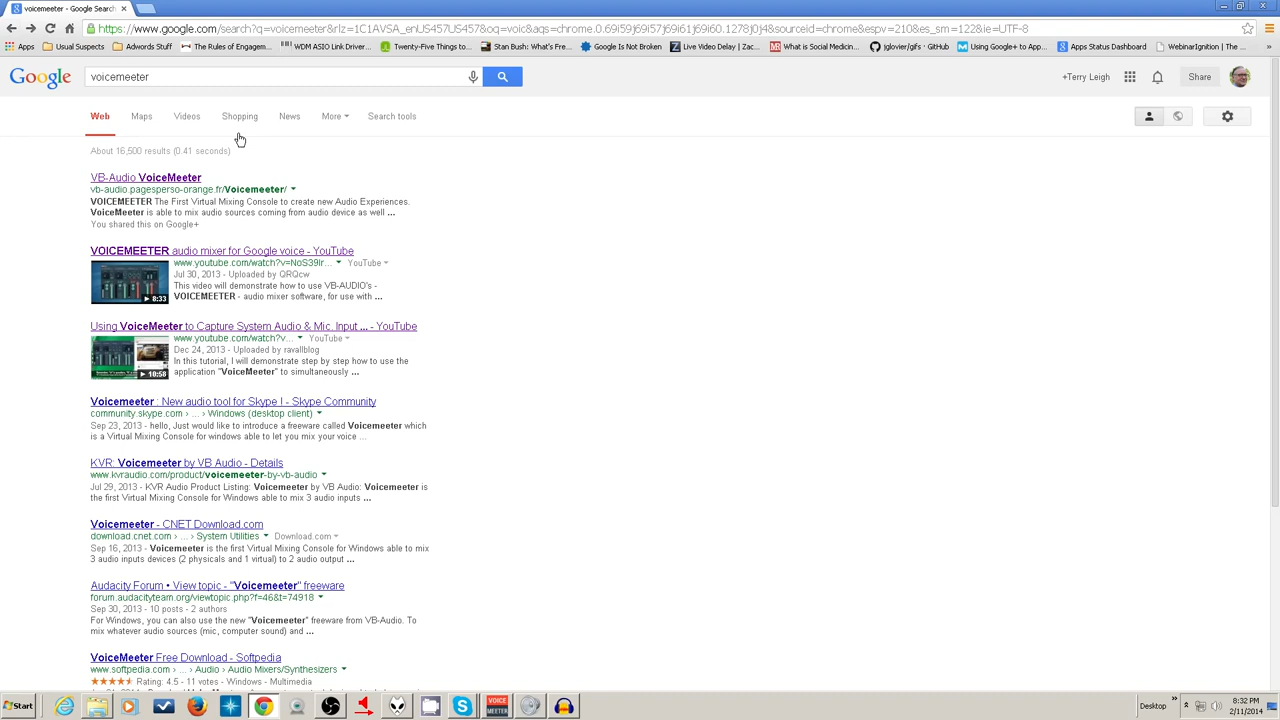 voicemeeter - Google Sear
https://www.google.com/search?q=voicemeeter&rlz=1C1AVSA_enUS457US457&oq=voic&aqs=chrome.0.69i59j69i57j69i61j69i60.1278j0j4&sourceid=chrome&espv=210&es_sm=122&ie=UTF-8
Apps Usual Suspects Adwords Stuff The Rules of Engagem... WDM ASIO Link Driver... Twenty-Five Things to... Stan Bush: What's Fre... Google Is Not Broken Live Video Delay | Zac... What is Social Medicin... jglovier/gifs · GitHub Using Google+ to App... Apps Status Dashboard WebinarIgnition | The ...
Google voicemeeter +Terry Leigh Share
Web Maps Videos Shopping News More Search tools
About 16,500 results (0.41 seconds)
VB-Audio VoiceMeeter
vb-audio.pagesperso-orange.fr/Voicemeeter/
VOICEMEETER The First Virtual Mixing Console to create new Audio Experiences.
VoiceMeeter is able to mix audio sources coming from audio device as well ...
You shared this on Google+
VOICEMEETER audio mixer for Google voice - YouTube
www.youtube.com/watch?v=NoS39Ir... YouTube
Jul 30, 2013 - Uploaded by QRQcw
This video will demonstrate how to use VB-AUDIO's -
VOICEMEETER - audio mixer software, for use with ...
8:33
Using VoiceMeeter to Capture System Audio & Mic. Input ... - YouTube
www.youtube.com/watch?v... YouTube
Dec 24, 2013 - Uploaded by ravallblog
In this tutorial, I will demonstrate step by step how to use the
application "VoiceMeeter" to simultaneously ...
10:58
Voicemeeter : New audio tool for Skype ! - Skype Community
community.skype.com › ... › Windows (desktop client)
Sep 23, 2013 - hello, Just would like to introduce a freeware called Voicemeeter which
is a Virtual Mixing Console for windows able to let you mix your voice ...
KVR: Voicemeeter by VB Audio - Details
www.kvraudio.com/product/voicemeeter-by-vb-audio
Jul 29, 2013 - KVR Audio Product Listing: Voicemeeter by VB Audio: Voicemeeter is
the first Virtual Mixing Console for Windows able to mix 3 audio inputs ...
Voicemeeter - CNET Download.com
download.cnet.com › ... › System Utilities Download.com
Sep 16, 2013 - Voicemeeter is the first Virtual Mixing Console for Windows able to mix
3 audio inputs devices (2 physicals and 1 virtual) to 2 audio output ...
Audacity Forum • View topic - "Voicemeeter" freeware
forum.audacityteam.org/viewtopic.php?f=46&t=74918
Sep 30, 2013 - 10 posts - 2 authors
For Windows, you can also use the new "Voicemeeter" freeware from VB-Audio. To
mix whatever audio sources (mic, computer sound) and ...
VoiceMeeter Free Download - Softpedia
www.softpedia.com › ... › Audio › Audio Mixers/Synthesizers
Rating: 4.5 - 11 votes - Windows - Multimedia
Start VOICE MEETER Desktop 8:32 PM
2/11/2014